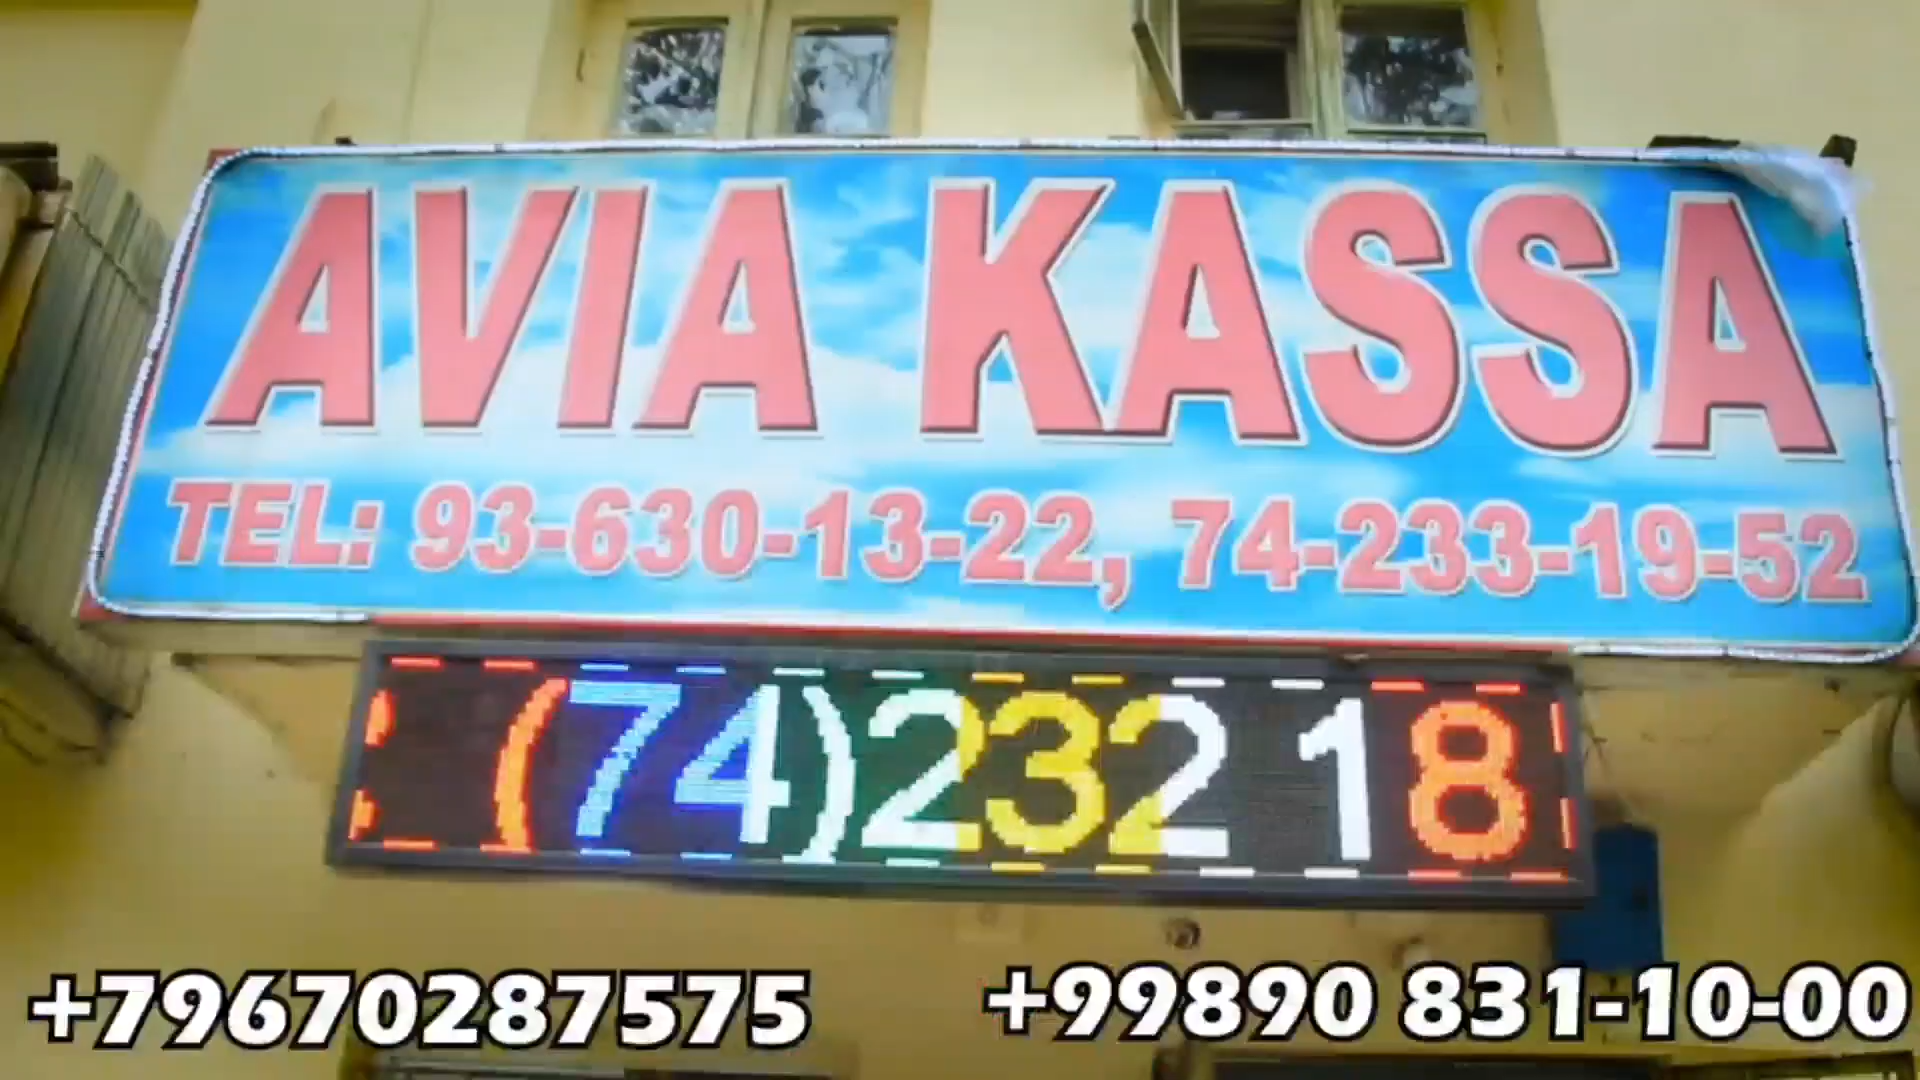 AVIA KASSA
TEL: 93-630-13-22, 74-233-19-52
(74)232 18
+79670287575 +99890 831-10-00